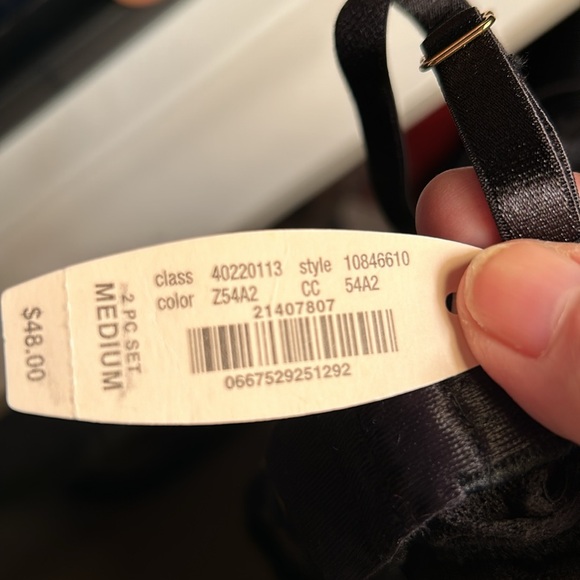 class 40220113 style 10846610
color Z54A2 CC 54A2
21407807
0667529251292
2 PC. SET
MEDIUM
$48.00